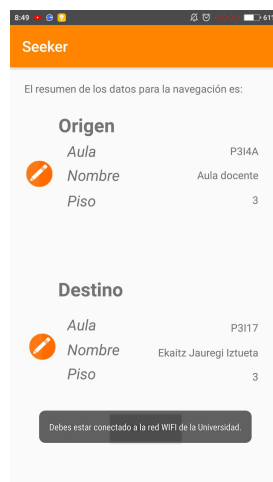 8:49 61
Seeker
El resumen de los datos para la navegación es:
Origen
Aula P3I4A
Nombre Aula docente
Piso 3
Destino
Aula P3I17
Nombre Ekaitz Jauregi Iztueta
Piso 3
Debes estar conectado a la red WIFI de la Universidad.